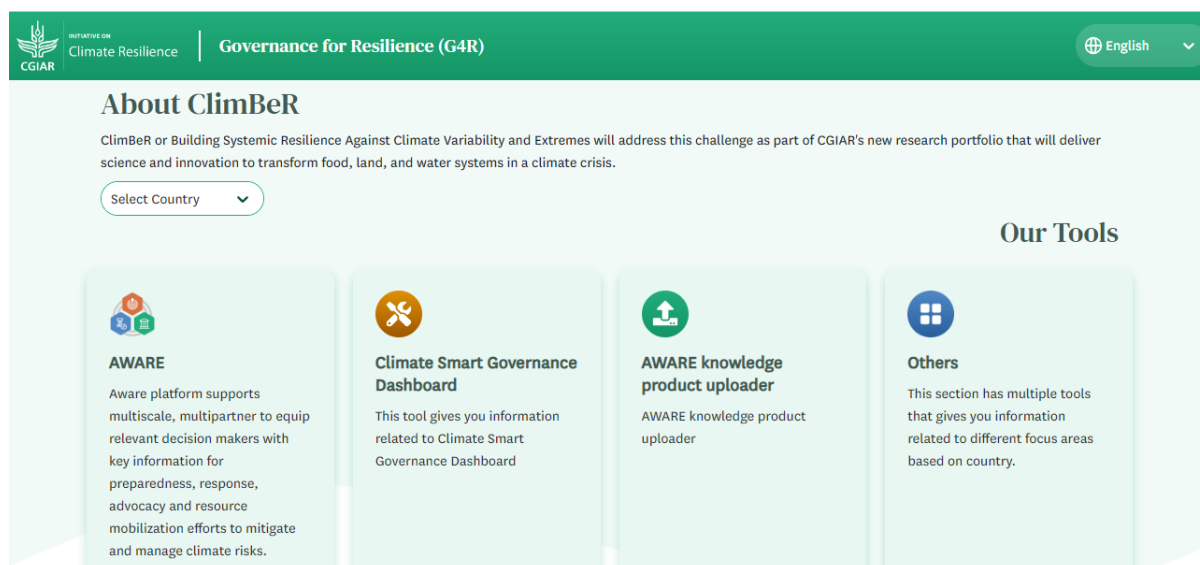 INITIATIVE ON
Climate Resilience
CGIAR
Governance for Resilience (G4R)
English
About ClimBeR
ClimBeR or Building Systemic Resilience Against Climate Variability and Extremes will address this challenge as part of CGIAR's new research portfolio that will deliver
science and innovation to transform food, land, and water systems in a climate crisis.
Select Country
Our Tools
AWARE
Aware platform supports
multiscale, multipartner to equip
relevant decision makers with
key information for
preparedness, response,
advocacy and resource
mobilization efforts to mitigate
and manage climate risks.
Climate Smart Governance
Dashboard
This tool gives you information
related to Climate Smart
Governance Dashboard
AWARE knowledge
product uploader
AWARE knowledge product
uploader
Others
This section has multiple tools
that gives you information
related to different focus areas
based on country.